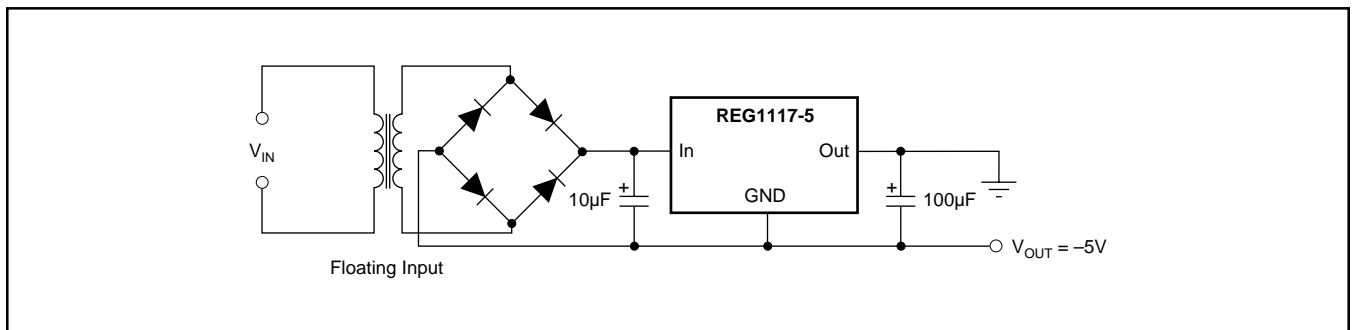 REG1117-5
V_IN
In
Out
+
10µF
GND
+
100µF
V_OUT = –5V
Floating Input